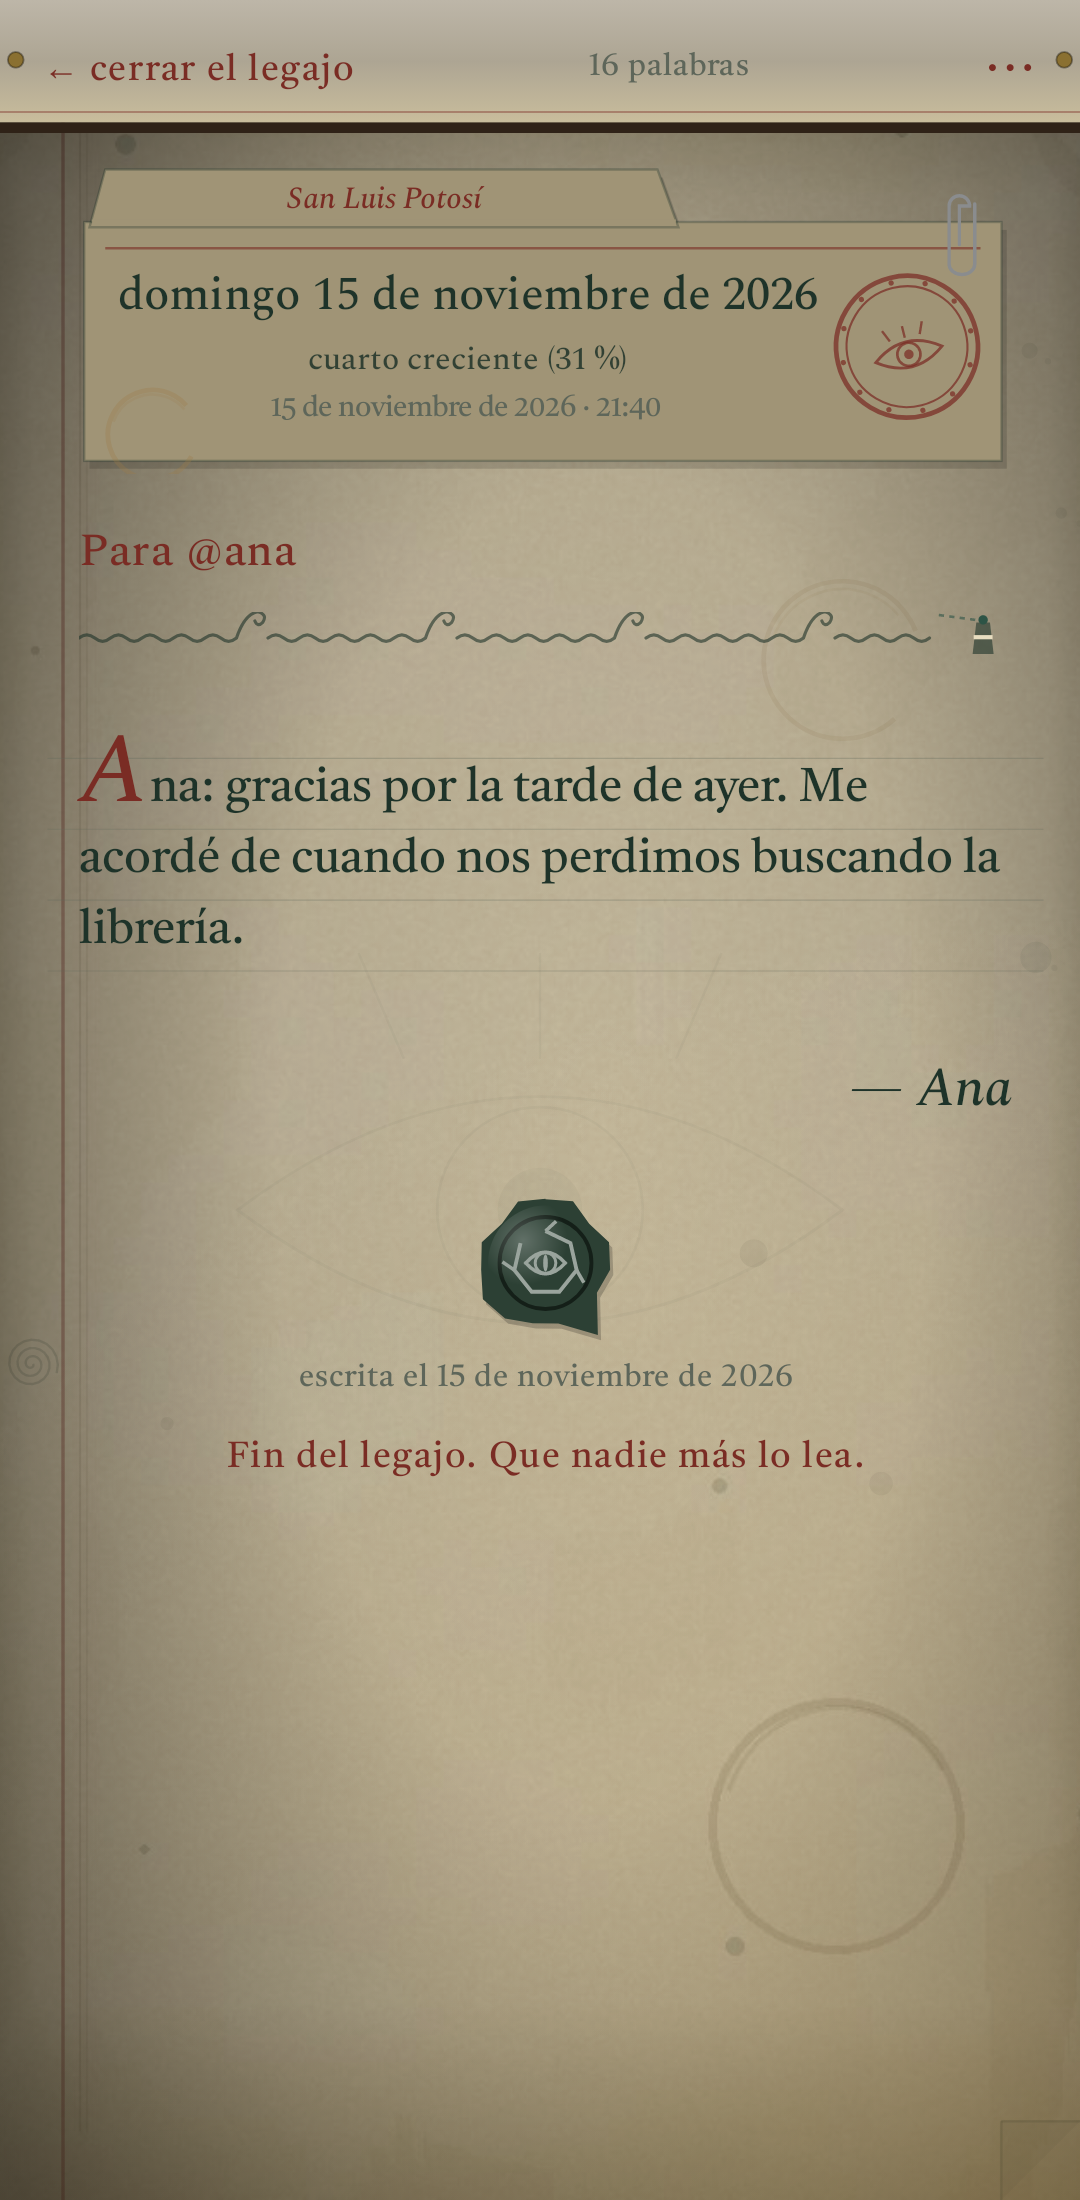 ← cerrar el legajo
16 palabras
...
San Luis Potosí
domingo 15 de noviembre de 2026
cuarto creciente (31 %)
15 de noviembre de 2026 · 21:40
Para @ana
Ana: gracias por la tarde de ayer. Me
acordé de cuando nos perdimos buscando la
librería.
— Ana
escrita el 15 de noviembre de 2026
Fin del legajo. Que nadie más lo lea.